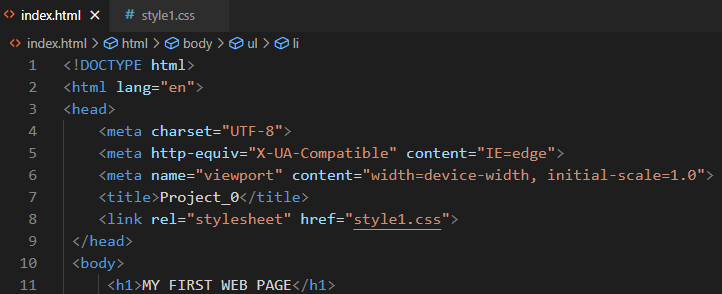 index.html
# style1.css
index.html > html > body > ul > li
1 <!DOCTYPE html>
2 <html lang="en">
3 <head>
4 <meta charset="UTF-8">
5 <meta http-equiv="X-UA-Compatible" content="IE=edge">
6 <meta name="viewport" content="width=device-width, initial-scale=1.0">
7 <title>Project_0</title>
8 <link rel="stylesheet" href="style1.css">
9 </head>
10 <body>
11 <h1>MY FIRST WEB PAGE</h1>